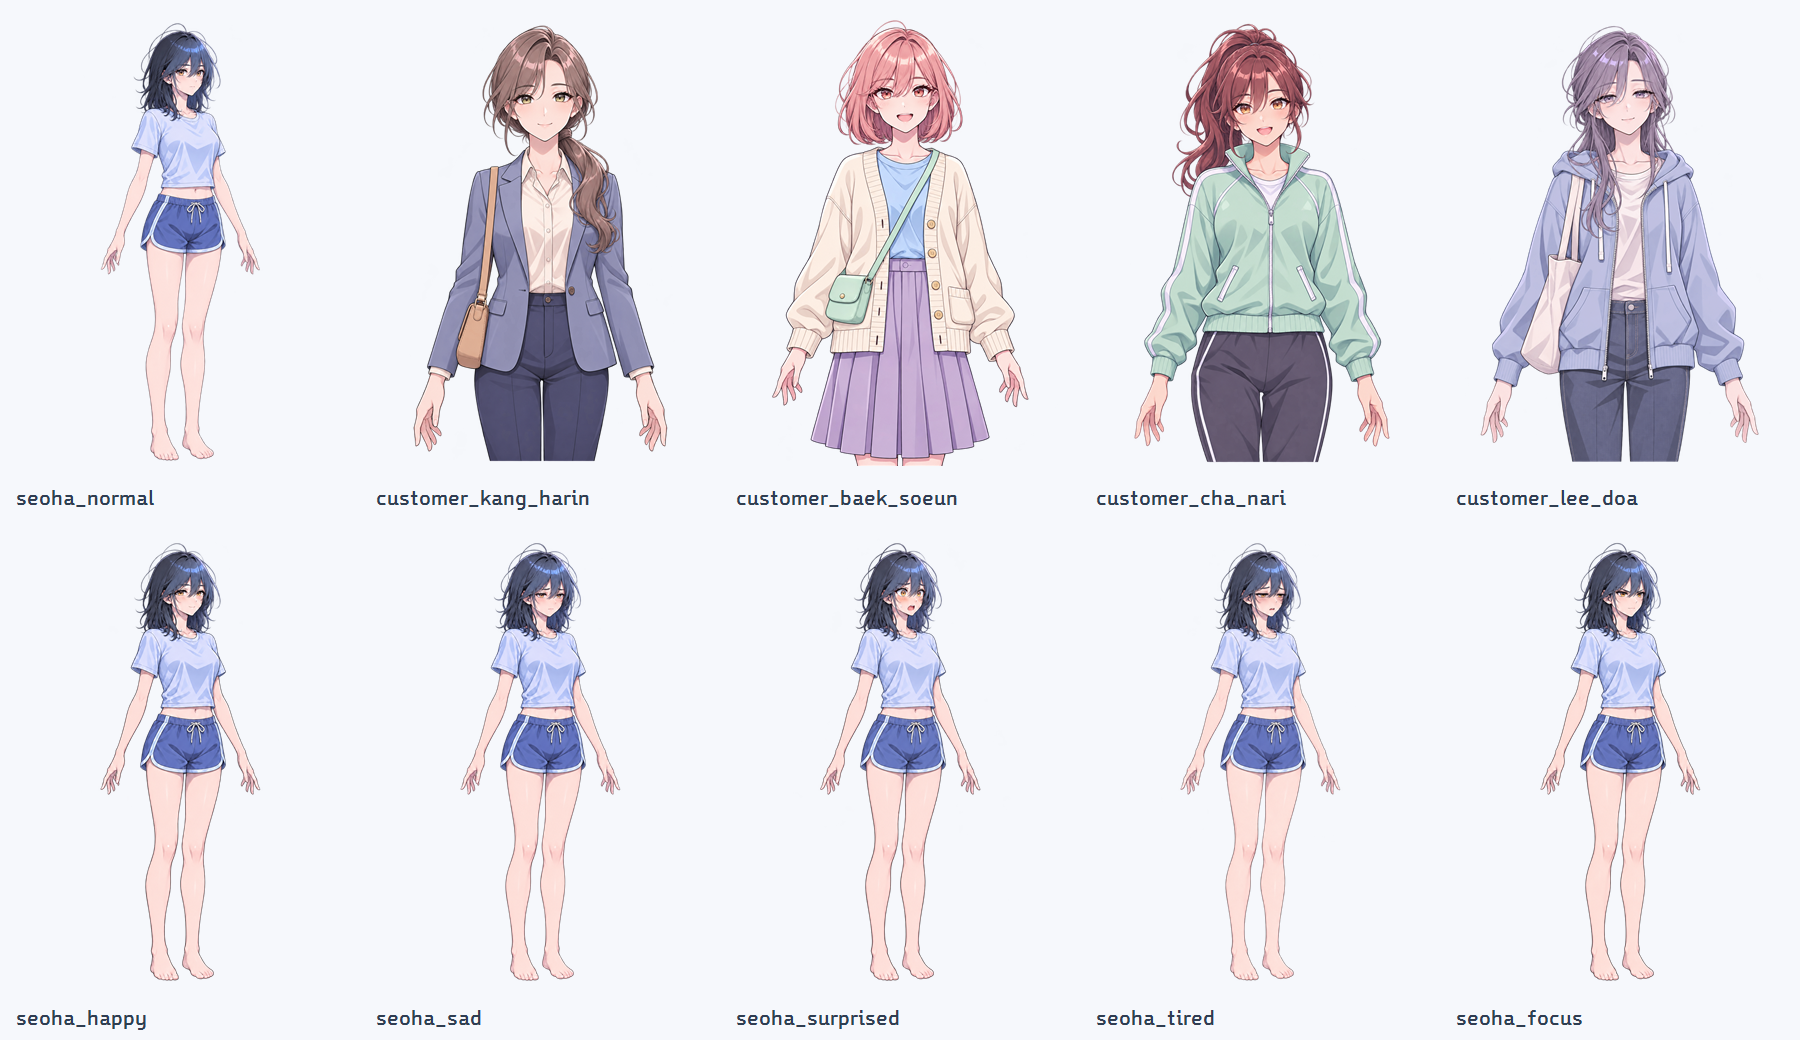 seoha_normal
customer_kang_harin
customer_baek_soeun
customer_cha_nari
customer_lee_doa
seoha_happy
seoha_sad
seoha_surprised
seoha_tired
seoha_focus